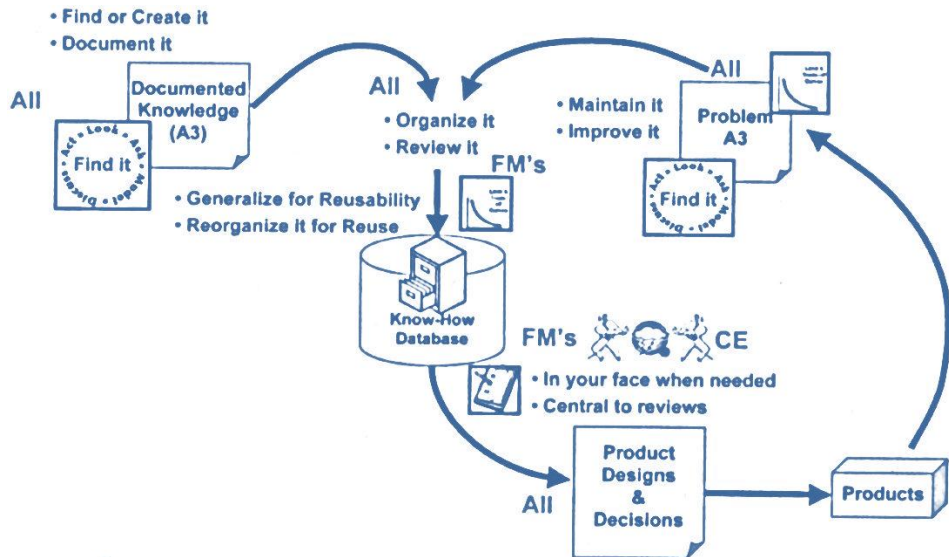 • Find or Create it
• Document it
All
Documented
Knowledge
(A3)
Find it
Look • Ask • Model • Discuss • Act •
All
• Organize it
• Review it
All
Problem
A3
• Maintain it
• Improve it
Find it
Look • Ask • Model • Discuss • Act •
FM's
• Generalize for Reusability
• Reorganize it for Reuse
Know-How
Database
FM's
CE
• In your face when needed
• Central to reviews
All
Product
Designs
&
Decisions
Products